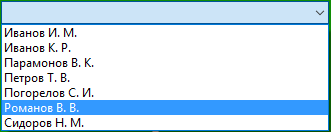 Иванов И. М.
Иванов К. Р.
Парамонов В. К.
Петров Т. В.
Погорелов С. И.
Романов В. В.
Сидоров Н. М.